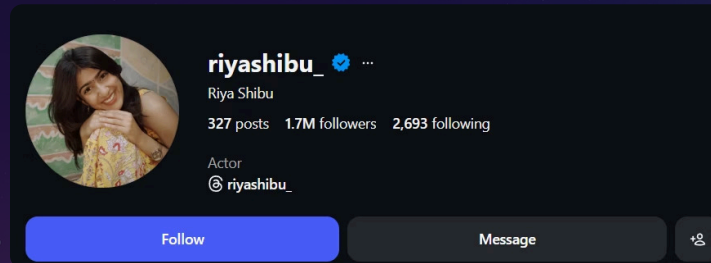 riyashibu_ ...
Riya Shibu
327 posts 1.7M followers 2,693 following
Actor
riyashibu_
Follow Message